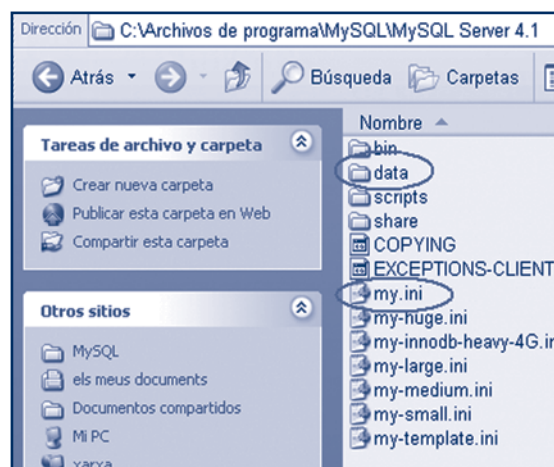 Dirección C:\Archivos de programa\MySQL\MySQL Server 4.1
Atrás Búsqueda Carpetas
Tareas de archivo y carpeta
Crear nueva carpeta
Publicar esta carpeta en Web
Compartir esta carpeta
Otros sitios
MySQL
els meus documents
Documentos compartidos
Mi PC
xarxa
Nombre
bin
data
scripts
share
COPYING
EXCEPTIONS-CLIENT
my.ini
my-huge.ini
my-innodb-heavy-4G.in
my-large.ini
my-medium.ini
my-small.ini
my-template.ini